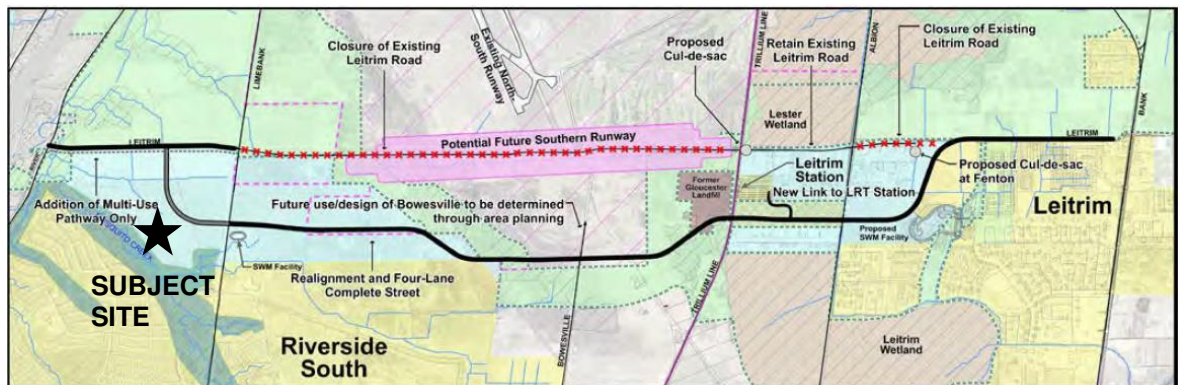 LIMEBANK
Closure of Existing
Leitrim Road
Existing North-
South Runway
Proposed
Cul-de-sac
TRILLIUM LINE
Retain Existing
Leitrim Road
ALBION
Closure of Existing
Leitrim Road
BANK
LEITRIM
Potential Future Southern Runway
Lester
Wetland
LEITRIM
Proposed Cul-de-sac
at Fenton
Leitrim
Station
Former
Gloucester
Landfill
New Link to LRT Station
Addition of Multi-Use
Pathway Only
Future use/design of Bowesville to be determined
through area planning
Leitrim
Proposed
SWM Facility
SUBJECT
SITE
SWM Facility
Realignment and Four-Lane
Complete Street
TRILLIUM LINE
BOWESVILLE
Riverside
South
Leitrim
Wetland